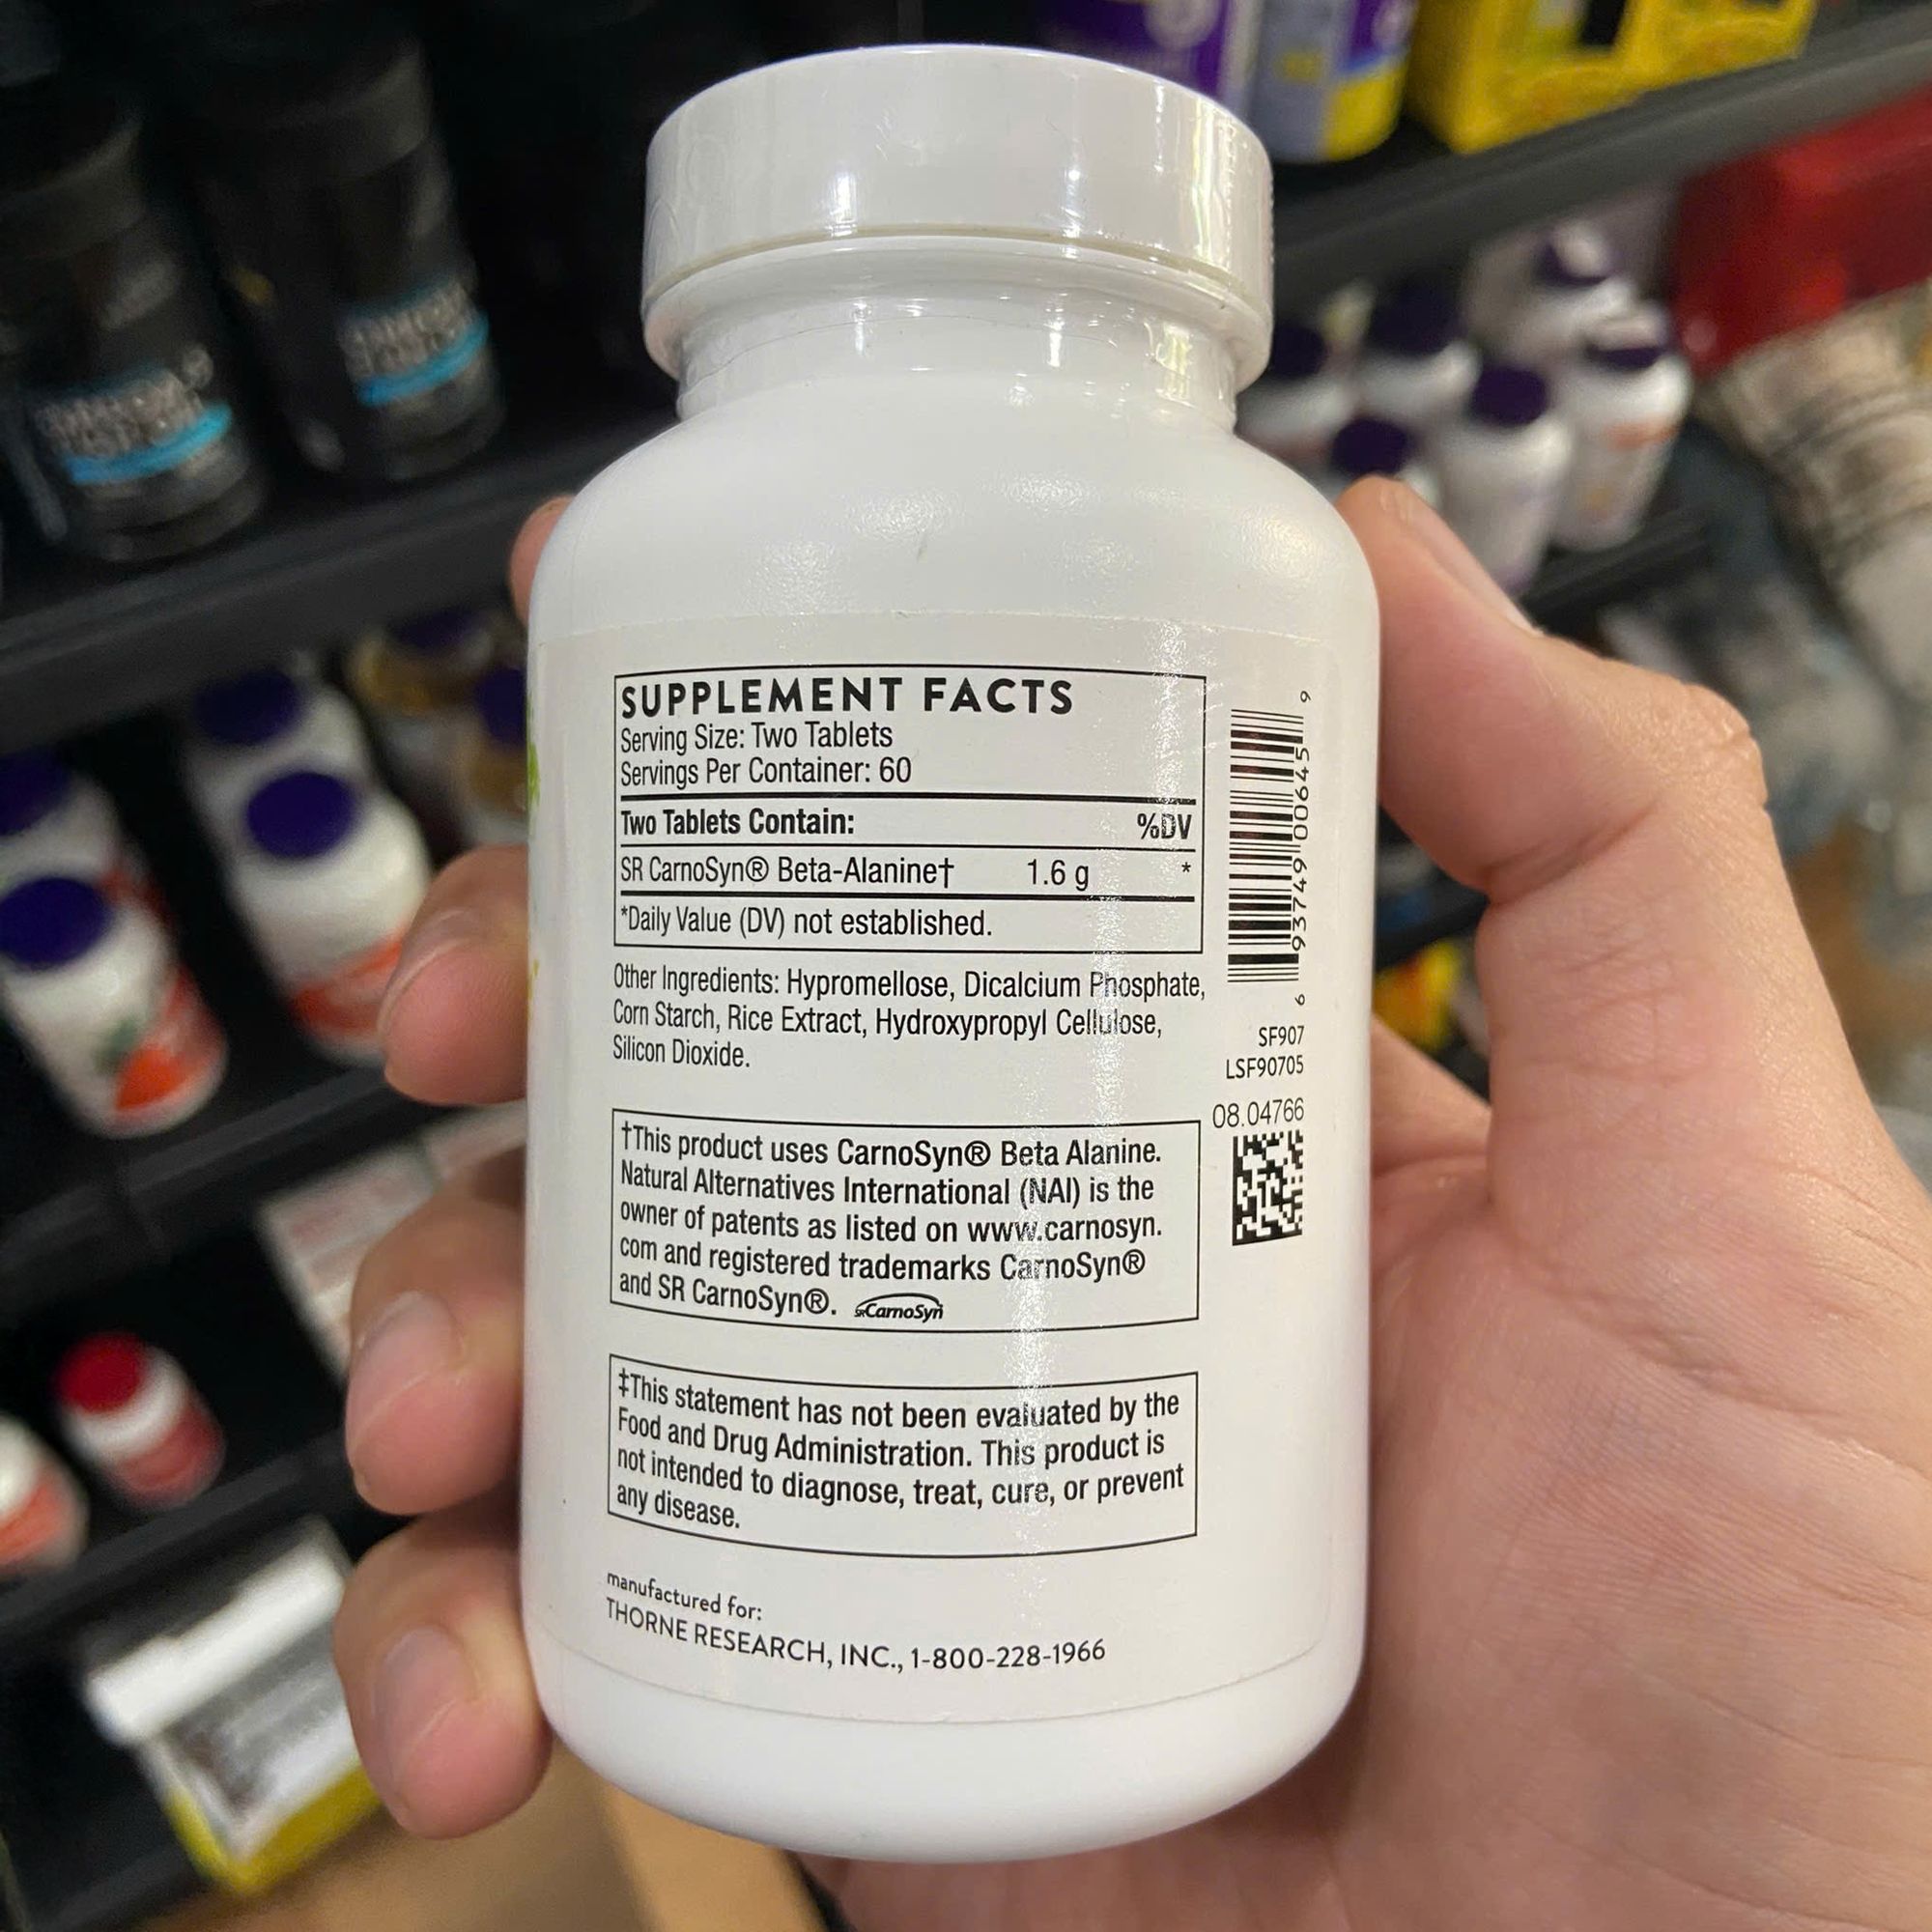 SUPPLEMENT FACTS
Serving Size: Two Tablets
Servings Per Container: 60
Two Tablets Contain: %DV
SR CarnoSyn® Beta-Alanine† 1.6 g *
*Daily Value (DV) not established.
Other Ingredients: Hypromellose, Dicalcium Phosphate,
Corn Starch, Rice Extract, Hydroxypropyl Cellulose,
Silicon Dioxide.
†This product uses CarnoSyn® Beta Alanine.
Natural Alternatives International (NAI) is the
owner of patents as listed on www.carnosyn.
com and registered trademarks CarnoSyn®
and SR CarnoSyn®. SR CarnoSyn
‡This statement has not been evaluated by the
Food and Drug Administration. This product is
not intended to diagnose, treat, cure, or prevent
any disease.
manufactured for:
THORNE RESEARCH, INC., 1-800-228-1966
6 93749 00645 9
SF907
LSF90705
08.04766